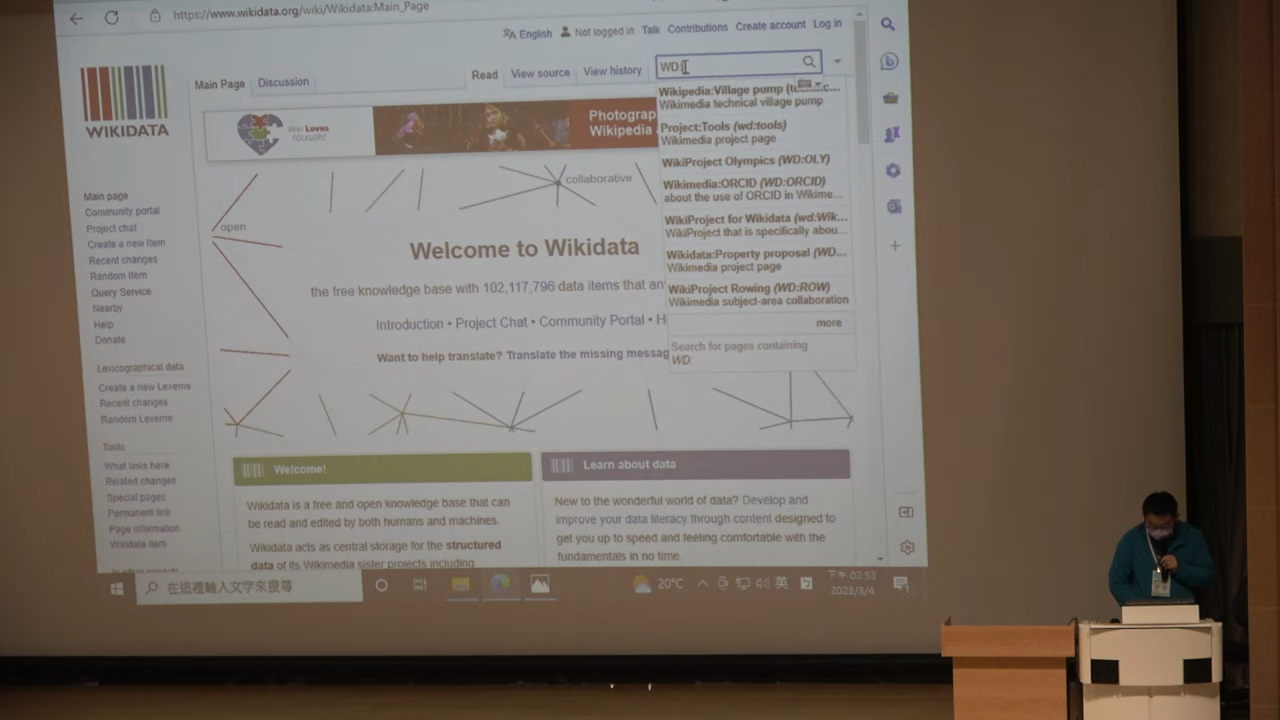 https://www.wikidata.org/wiki/Wikidata:Main_Page
English Not logged in Talk Contributions Create account Log in
Main Page Discussion Read View source View history WD:
WIKIDATA
Wiki Loves
FOLKLORE
Photograp
Wikipedia
Wikipedia:Village pump
Wikimedia technical village pump
Project:Tools (wd:tools)
Wikimedia project page
WikiProject Olympics (WD:OLY)
Wikimedia:ORCID (WD:ORCID)
about the use of ORCID in Wikime...
WikiProject for Wikidata (wd:Wik...
WikiProject that is specifically abou...
Wikidata:Property proposal (WD...
Wikimedia project page
WikiProject Rowing (WD:ROW)
Wikimedia subject-area collaboration
more
Search for pages containing
WD:
Main page
Community portal
Project chat
Create a new Item
Recent changes
Random Item
Query Service
Nearby
Help
Donate
Lexicographical data
Create a new Lexeme
Recent changes
Random Lexeme
Tools
What links here
Related changes
Special pages
Permanent link
Page information
Wikidata item
open
collaborative
Welcome to Wikidata
the free knowledge base with 102,117,796 data items that an
Introduction • Project Chat • Community Portal • H
Want to help translate? Translate the missing messag
Welcome!
Wikidata is a free and open knowledge base that can
be read and edited by both humans and machines.
Wikidata acts as central storage for the structured
data of its Wikimedia sister projects including
Learn about data
New to the wonderful world of data? Develop and
improve your data literacy through content designed to
get you up to speed and feeling comfortable with the
fundamentals in no time.
在這裡輸入文字來搜尋
20°C 英 下午 02:53
2023/3/4